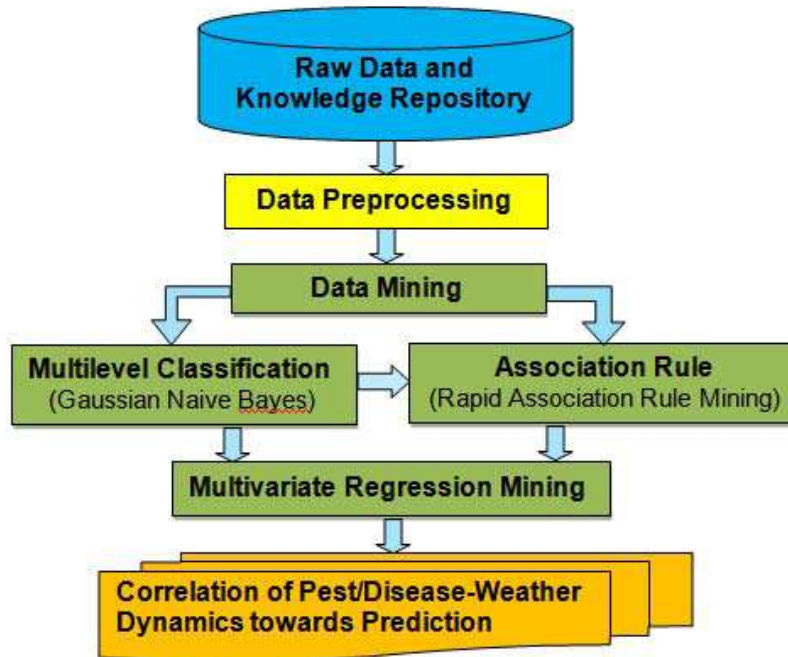 Raw Data and
Knowledge Repository
Data Preprocessing
Data Mining
Multilevel Classification
(Gaussian Naive Bayes)
Association Rule
(Rapid Association Rule Mining)
Multivariate Regression Mining
Correlation of Pest/Disease-Weather
Dynamics towards Prediction